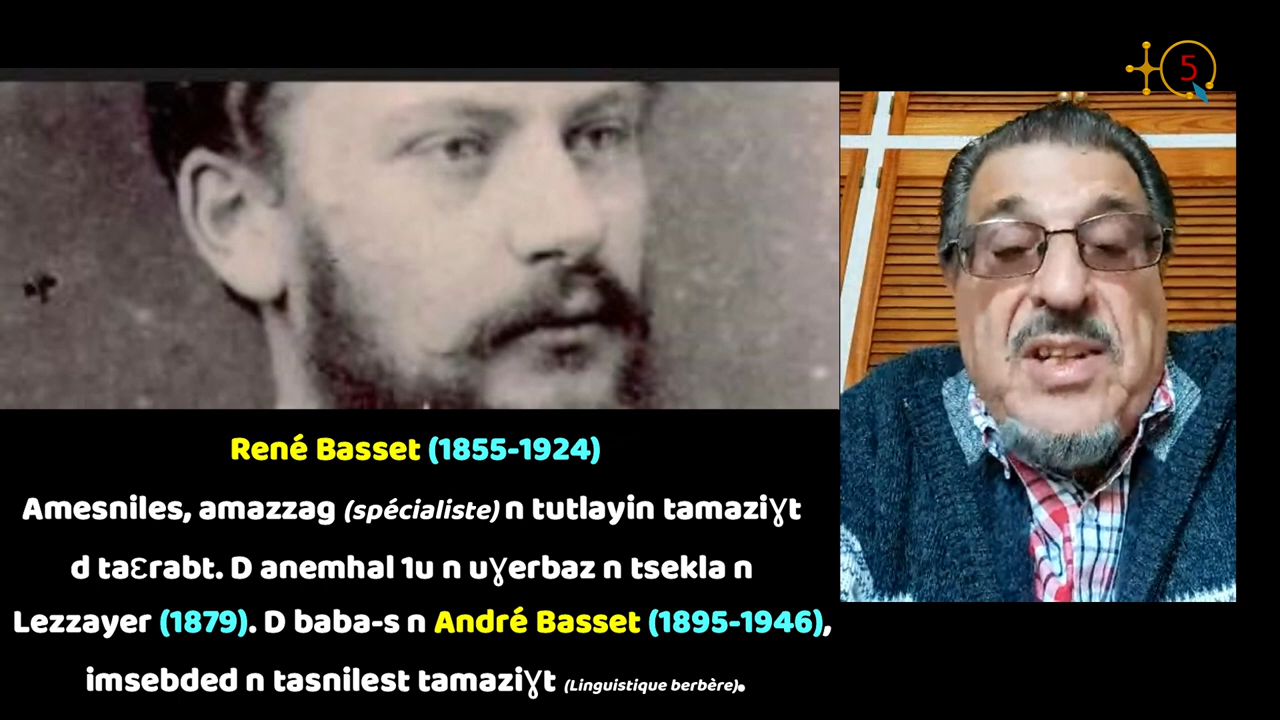 5
René Basset (1855-1924)
Amesniles, amazzag (spécialiste) n tutlayin tamaziɣt
d taɛrabt. D anemhal 1u n uɣerbaz n tsekla n
Lezzayer (1879). D baba-s n André Basset (1895-1946),
imsebded n tasnilest tamaziɣt (Linguistique berbère).